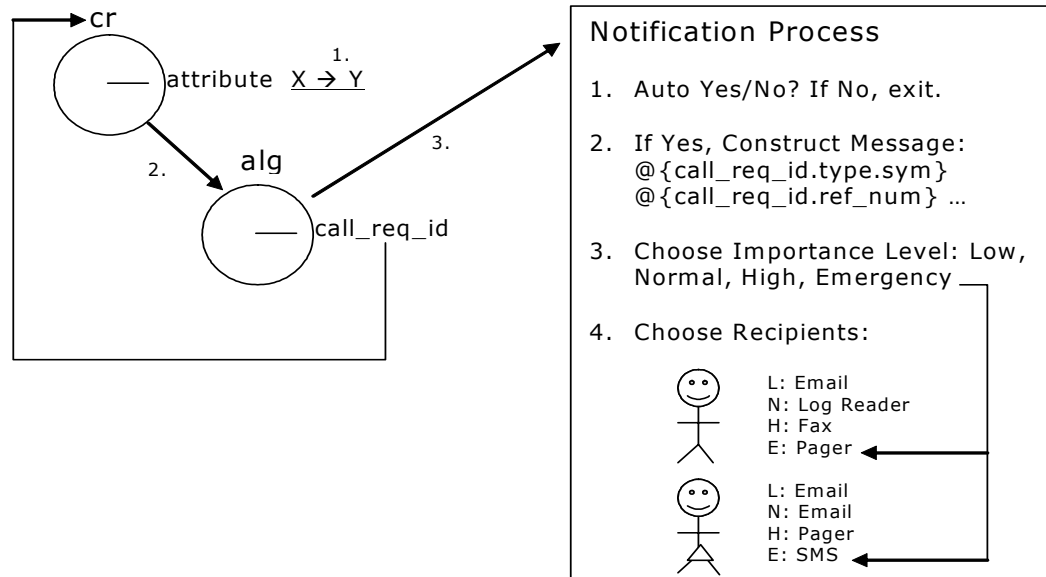 cr
1.
attribute X → Y
2.
alg
call_req_id
3.
Notification Process
1. Auto Yes/No? If No, exit.
2. If Yes, Construct Message:
@{call_req_id.type.sym}
@{call_req_id.ref_num} …
3. Choose Importance Level: Low,
Normal, High, Emergency
4. Choose Recipients:
L: Email
N: Log Reader
H: Fax
E: Pager
L: Email
N: Email
H: Pager
E: SMS